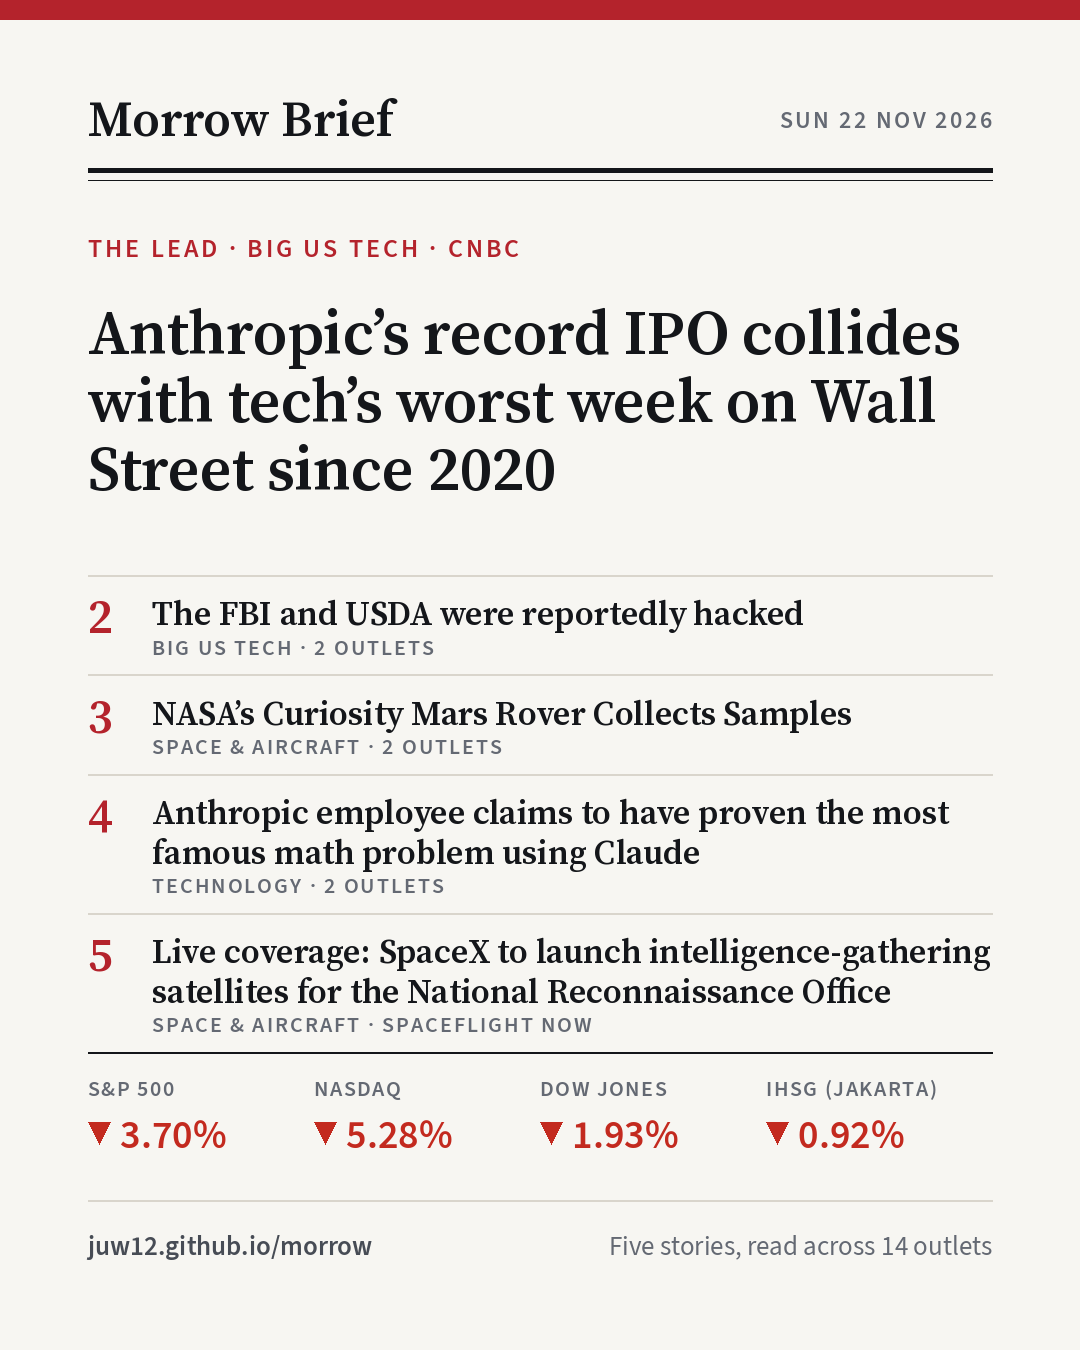 Morrow Brief
SUN 22 NOV 2026
THE LEAD · BIG US TECH · CNBC
Anthropic’s record IPO collides
with tech’s worst week on Wall
Street since 2020
2
The FBI and USDA were reportedly hacked
BIG US TECH · 2 OUTLETS
3
NASA’s Curiosity Mars Rover Collects Samples
SPACE & AIRCRAFT · 2 OUTLETS
4
Anthropic employee claims to have proven the most
famous math problem using Claude
TECHNOLOGY · 2 OUTLETS
5
Live coverage: SpaceX to launch intelligence-gathering
satellites for the National Reconnaissance Office
SPACE & AIRCRAFT · SPACEFLIGHT NOW
S&P 500
▼ 3.70%
NASDAQ
▼ 5.28%
DOW JONES
▼ 1.93%
IHSG (JAKARTA)
▼ 0.92%
juw12.github.io/morrow
Five stories, read across 14 outlets